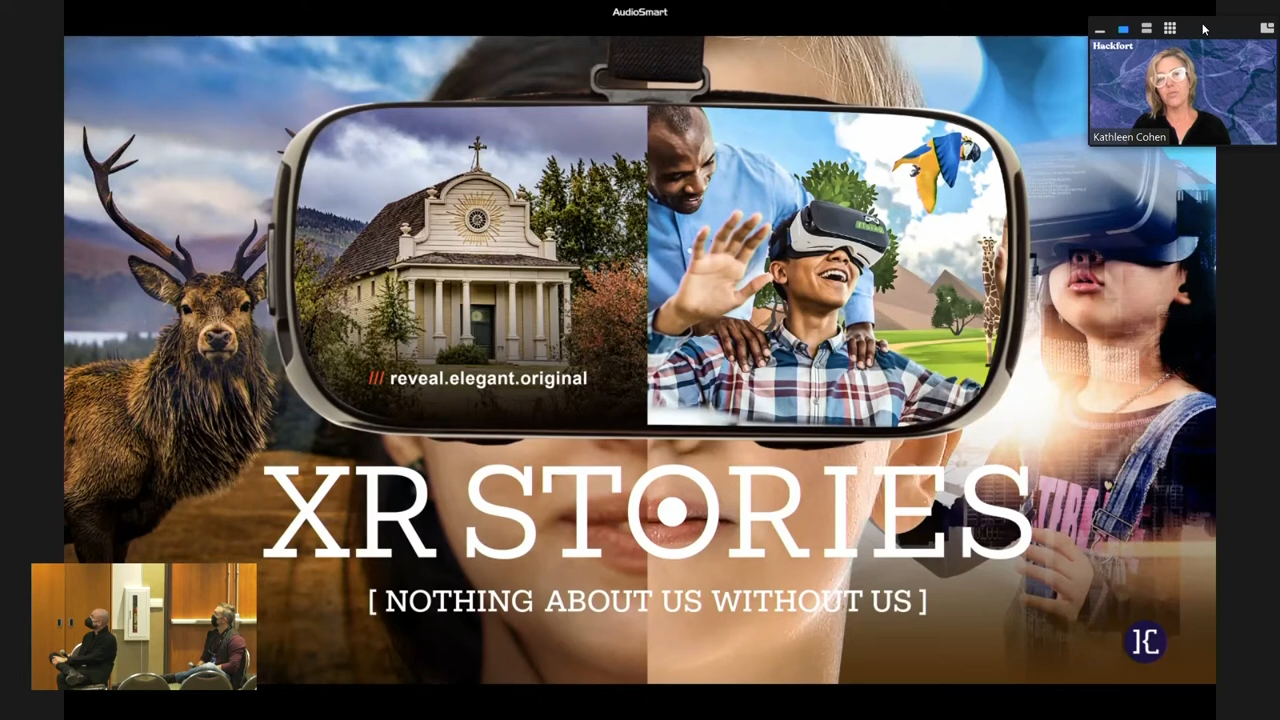 AudioSmart
Hackfort
Kathleen Cohen
/// reveal.elegant.original
XR STORIES
[ NOTHING ABOUT US WITHOUT US ]